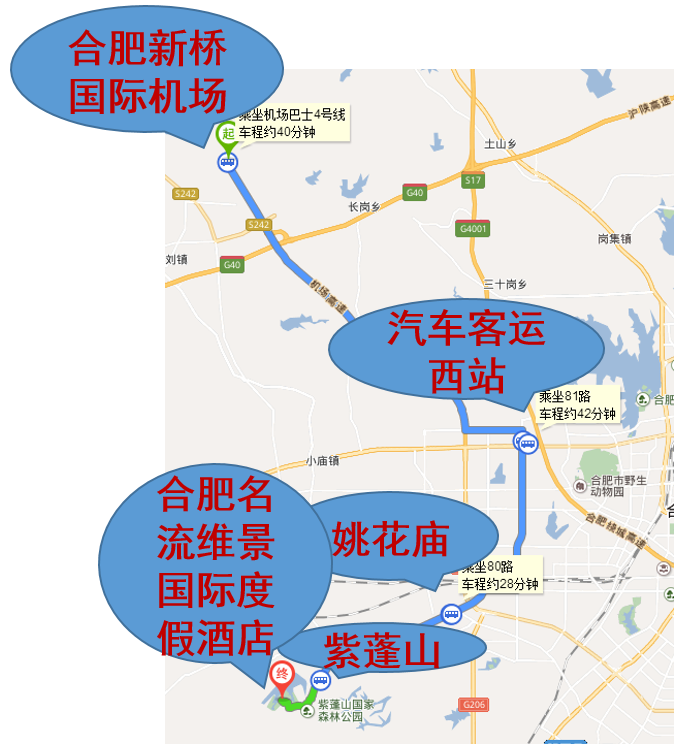 合肥新桥
国际机场
乘坐机场巴士4号线
车程约40分钟
起
沪陕高速
土山乡
S17
G40
S242
长岗乡
S242
G4001
岗集镇
刘镇
G40
三十岗乡
机场高速
汽车客运
西站
乘坐81路
车程约42分钟
合肥
小庙镇
合肥市野生
动物园
合肥绕城高速
合
合肥名
流维景
国际度
假酒店
姚花庙
乘坐80路
车程约28分钟
紫蓬山
终
紫蓬山国家
森林公园
G206